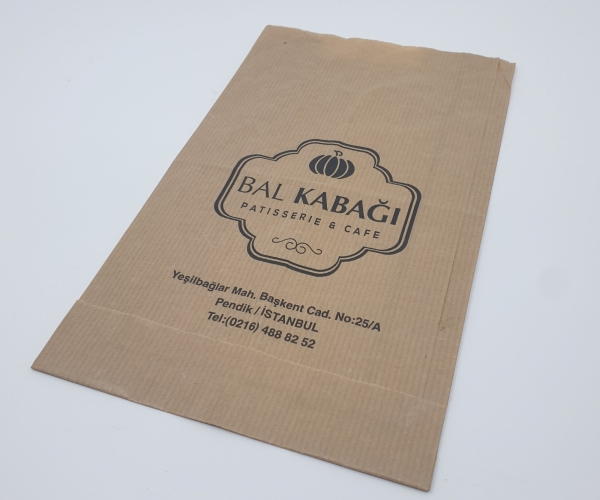 BAL KABAĞI
PATISSERIE & CAFE
Yeşilbağlar Mah. Başkent Cad. No:25/A
Pendik / İSTANBUL
Tel:(0216) 488 82 52